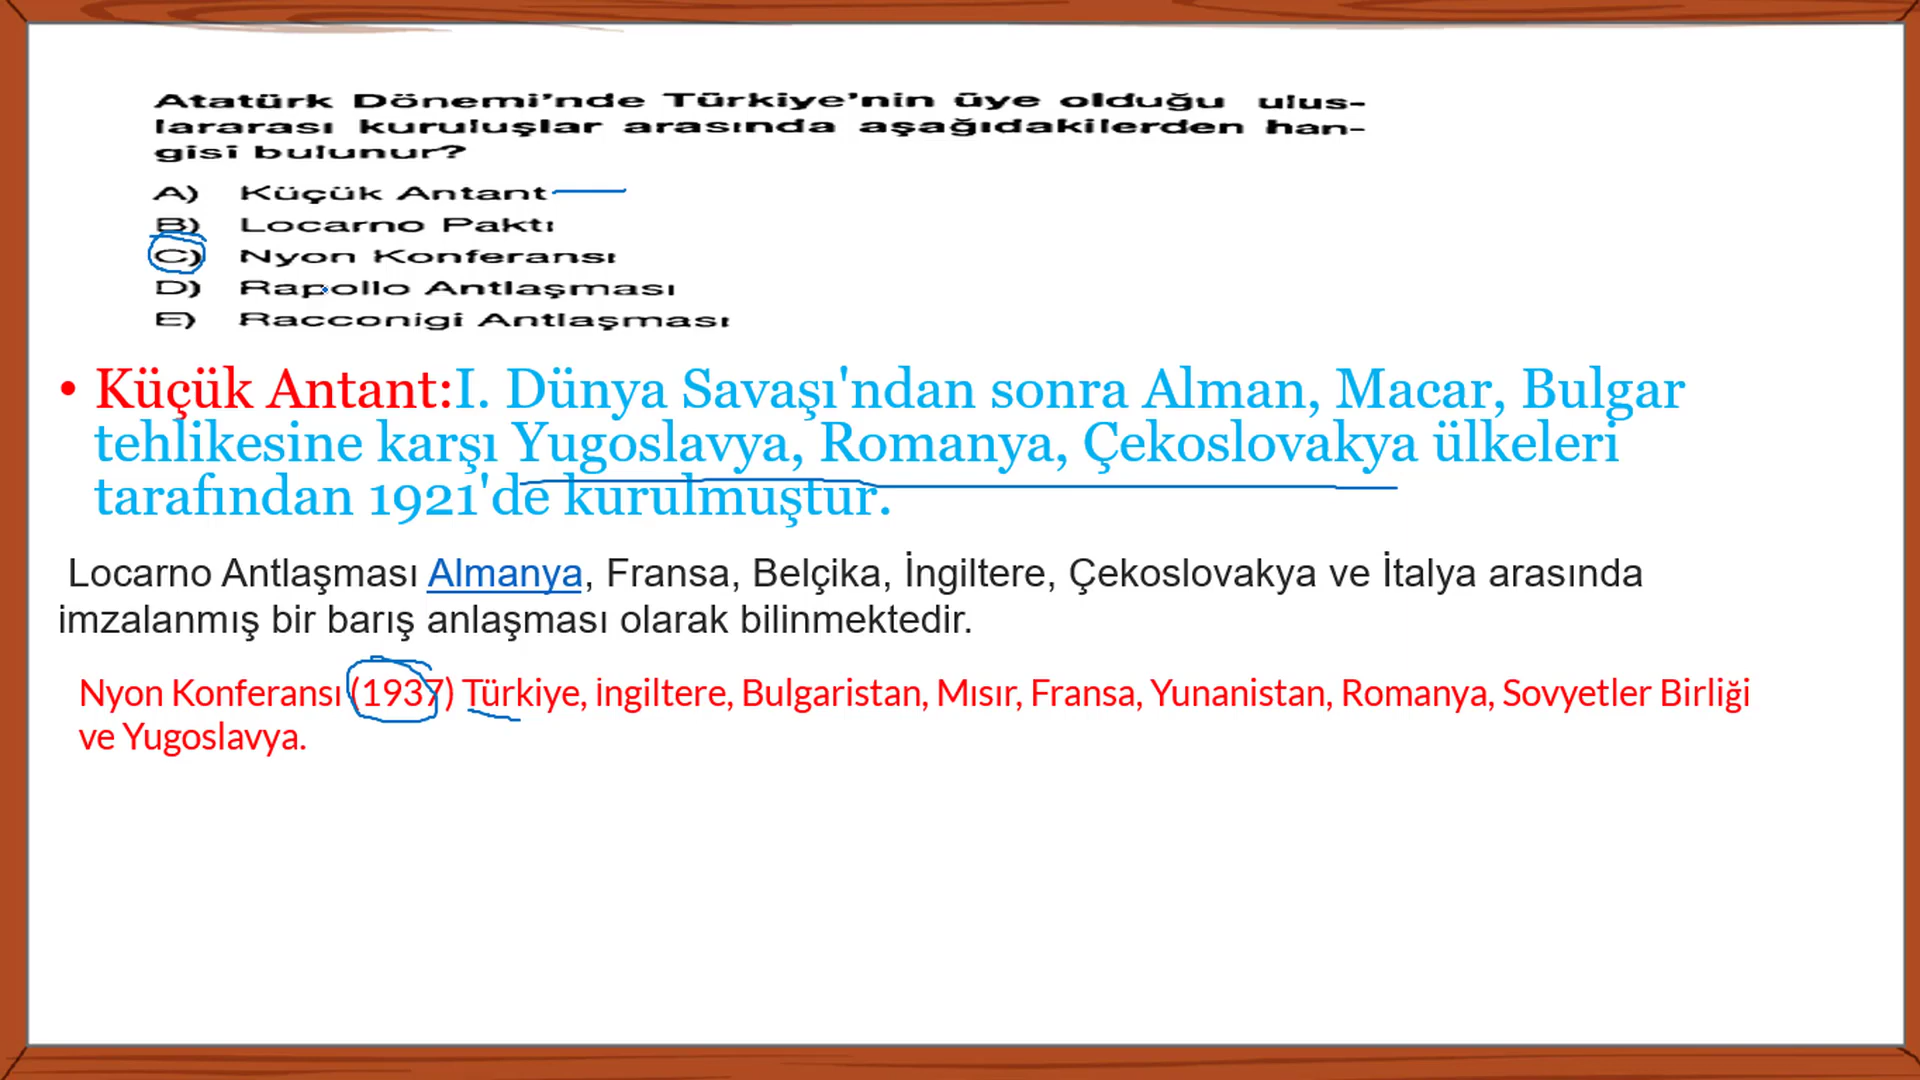 Atatürk Dönemi'nde Türkiye'nin üye olduğu ulus-
lararası kuruluşlar arasında aşağıdakilerden han-
gisi bulunur?
A) Küçük Antant
B) Locarno Paktı
C) Nyon Konferansı
D) Rapollo Antlaşması
E) Racconigi Antlaşması
• Küçük Antant:I. Dünya Savaşı'ndan sonra Alman, Macar, Bulgar
tehlikesine karşı Yugoslavya, Romanya, Çekoslovakya ülkeleri
tarafından 1921'de kurulmuştur.
Locarno Antlaşması Almanya, Fransa, Belçika, İngiltere, Çekoslovakya ve İtalya arasında
imzalanmış bir barış anlaşması olarak bilinmektedir.
Nyon Konferansı (1937) Türkiye, İngiltere, Bulgaristan, Mısır, Fransa, Yunanistan, Romanya, Sovyetler Birliği
ve Yugoslavya.